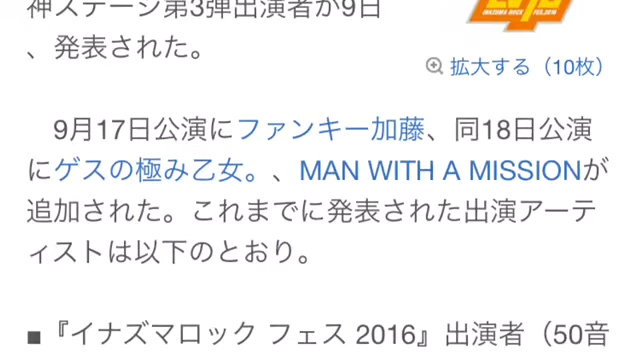 神ステージ第3弾出演者が9日
、発表された。
拡大する（10枚）
9月17日公演にファンキー加藤、同18日公演
にゲスの極み乙女。、MAN WITH A MISSIONが
追加された。これまでに発表された出演アーテ
ィストは以下のとおり。
■『イナズマロック フェス 2016』出演者（50音